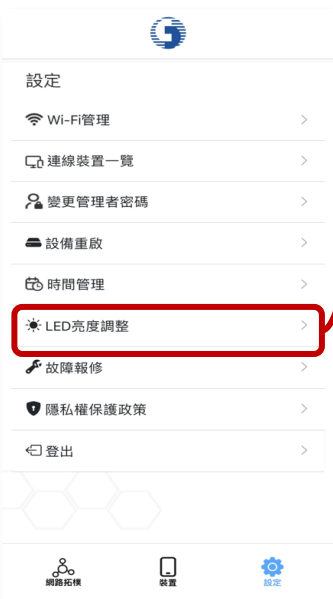 設定
Wi-Fi管理
連線裝置一覽
變更管理者密碼
設備重啟
時間管理
LED亮度調整
故障報修
隱私權保護政策
登出
網路拓樸
裝置
設定